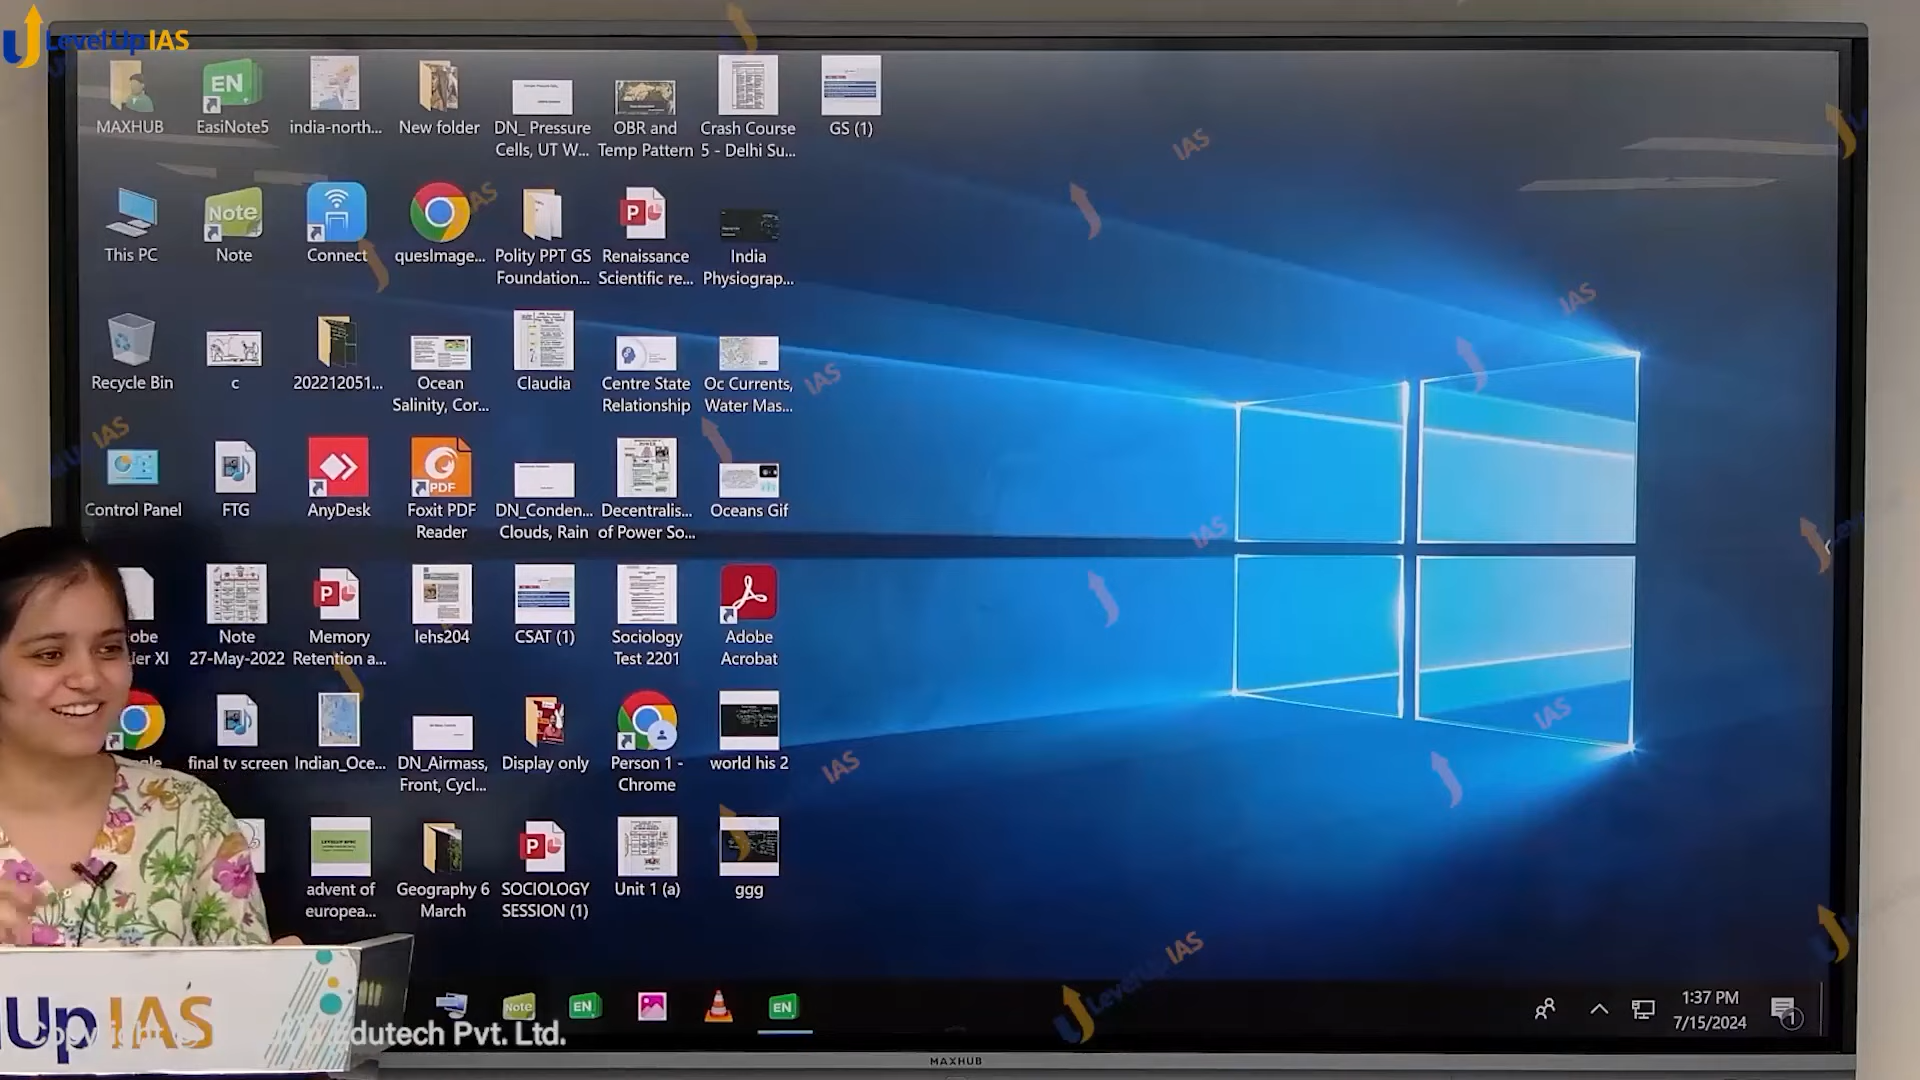 LevelUp IAS
MAXHUB
EasiNote5
india-north...
New folder
DN_ Pressure
Cells, UT W...
OBR and
Temp Pattern
Crash Course
5 - Delhi Su...
GS (1)
This PC
Note
Connect
quesImage...
Polity PPT GS
Foundation...
Renaissance
Scientific re...
India
Physiograp...
Recycle Bin
c
202212051...
Ocean
Salinity, Cor...
Claudia
Centre State
Relationship
Oc Currents,
Water Mas...
Control Panel
FTG
AnyDesk
Foxit PDF
Reader
DN_Conden...
Clouds, Rain
Decentralis...
of Power So...
Oceans Gif
Note
27-May-2022
Memory
Retention a...
lehs204
CSAT (1)
Sociology
Test 2201
Adobe
Acrobat
final tv screen
Indian_Oce...
DN_Airmass,
Front, Cycl...
Display only
Person 1 -
Chrome
world his 2
advent of
europea...
Geography 6
March
SOCIOLOGY
SESSION (1)
Unit 1 (a)
ggg
1:37 PM
7/15/2024
Up IAS
Edutech Pvt. Ltd.
MAXHUB